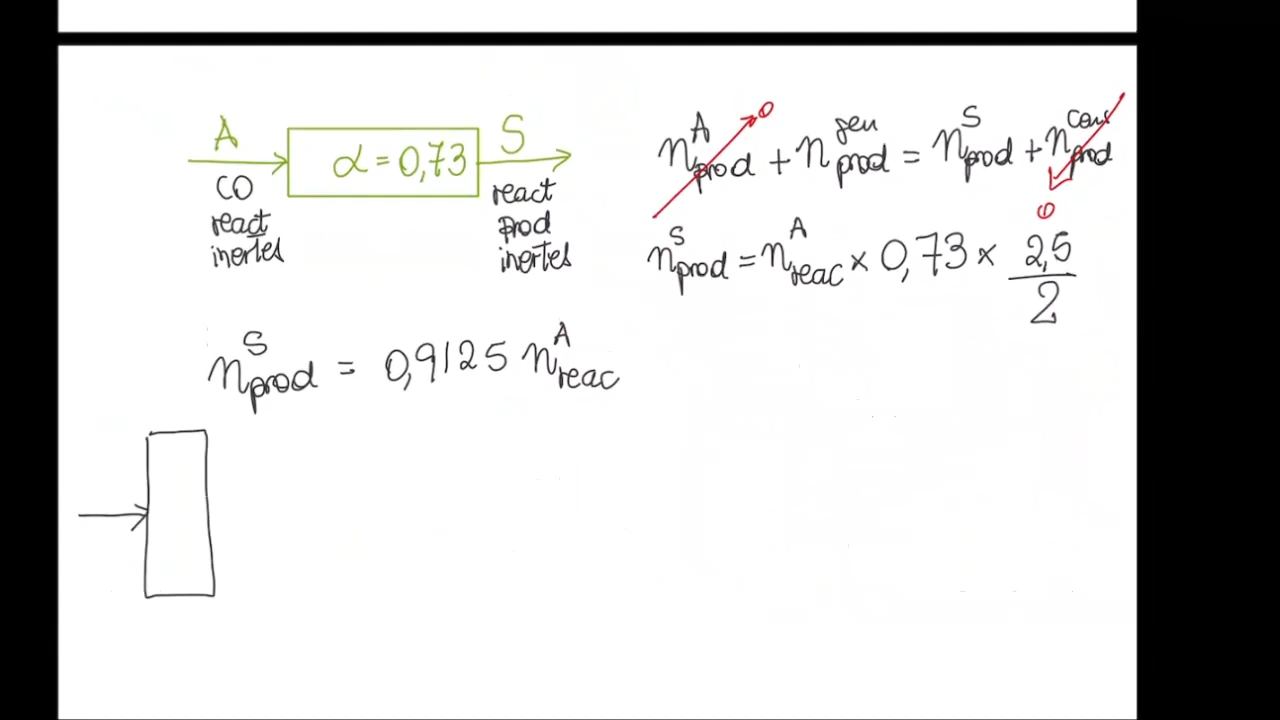 A
CO
react
inertes
α = 0,73
S
react
prod
inertes
n^A_prod + n^gen_prod = n^S_prod + n^cons_prod
0
0
n^S_prod = n^A_reac × 0,73 × 2,5/2
n^S_prod = 0,9125 n^A_reac